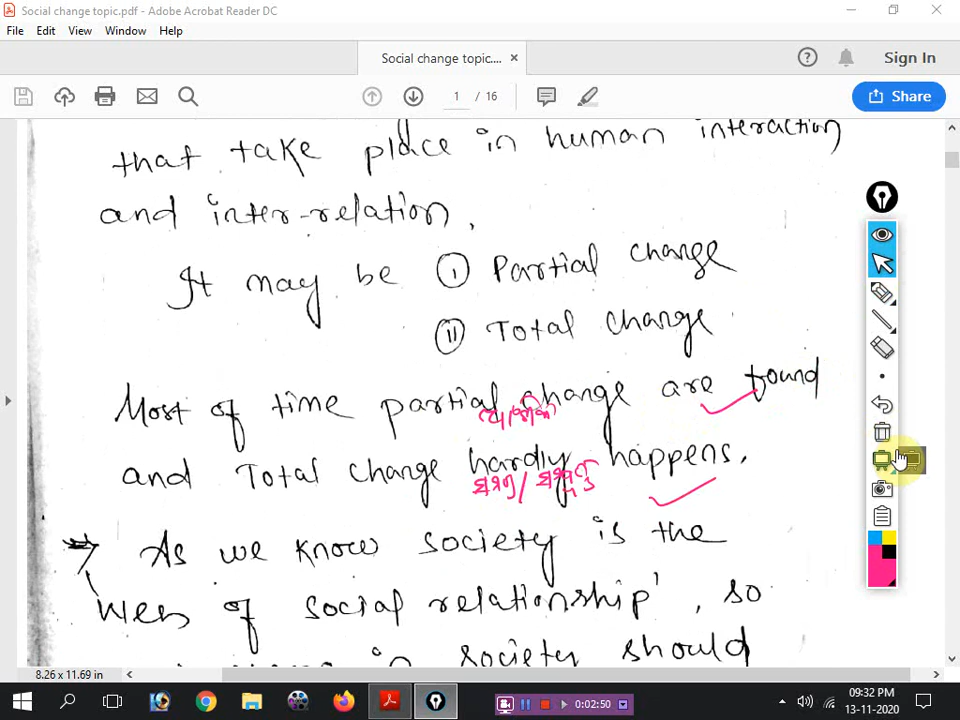 Social change topic.pdf - Adobe Acrobat Reader DC
File Edit View Window Help
Social change topic....
Sign In
1 / 16
Share
that take place in human interaction
and inter-relation,
It may be (i) Partial change
(ii) Total change
Most of time partial change are found
and Total change hardly happens.
As we know society is the
web of social relationship', so
in society should
8.26 x 11.69 in
0:02:50
09:32 PM
13-11-2020